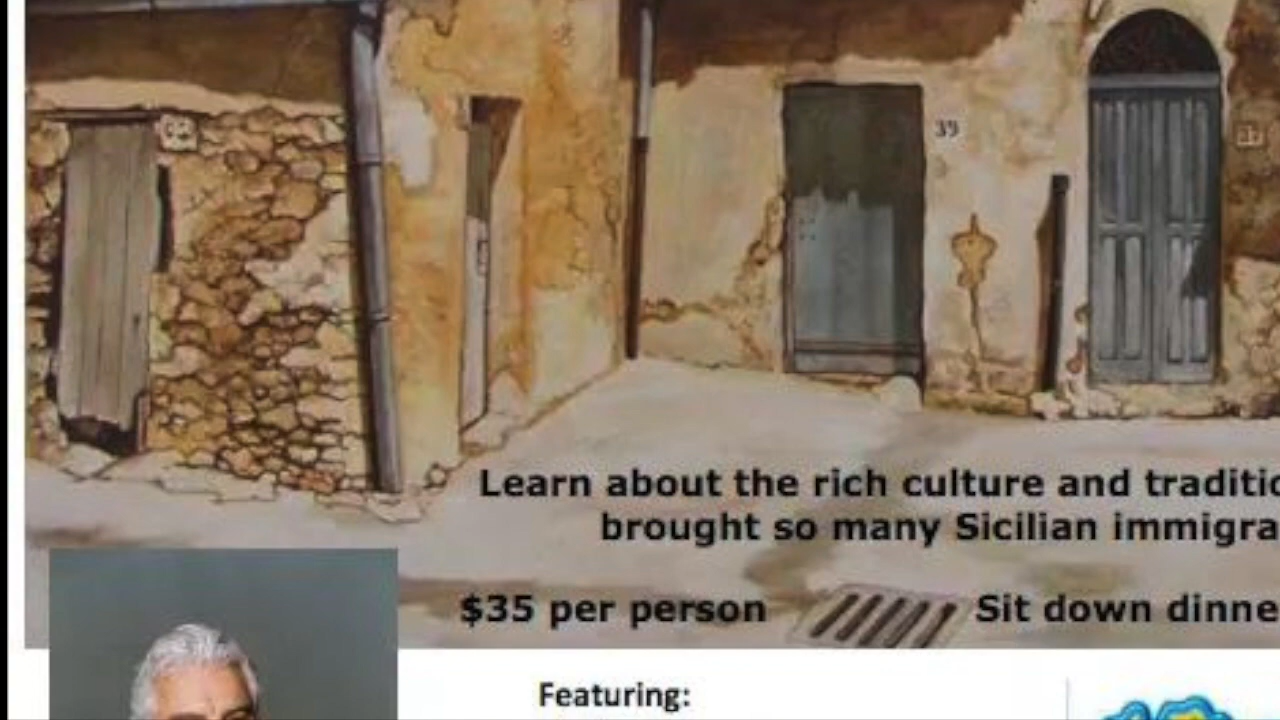 39
Learn about the rich culture and traditio
brought so many Sicilian immigra
$35 per person Sit down dinne
Featuring: